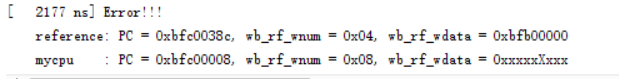 [   2177 ns] Error!!!
reference: PC = 0xbfc0038c, wb_rf_wnum = 0x04, wb_rf_wdata = 0xbfb00000
mycpu    : PC = 0xbfc00008, wb_rf_wnum = 0x08, wb_rf_wdata = 0xxxxxXxxx